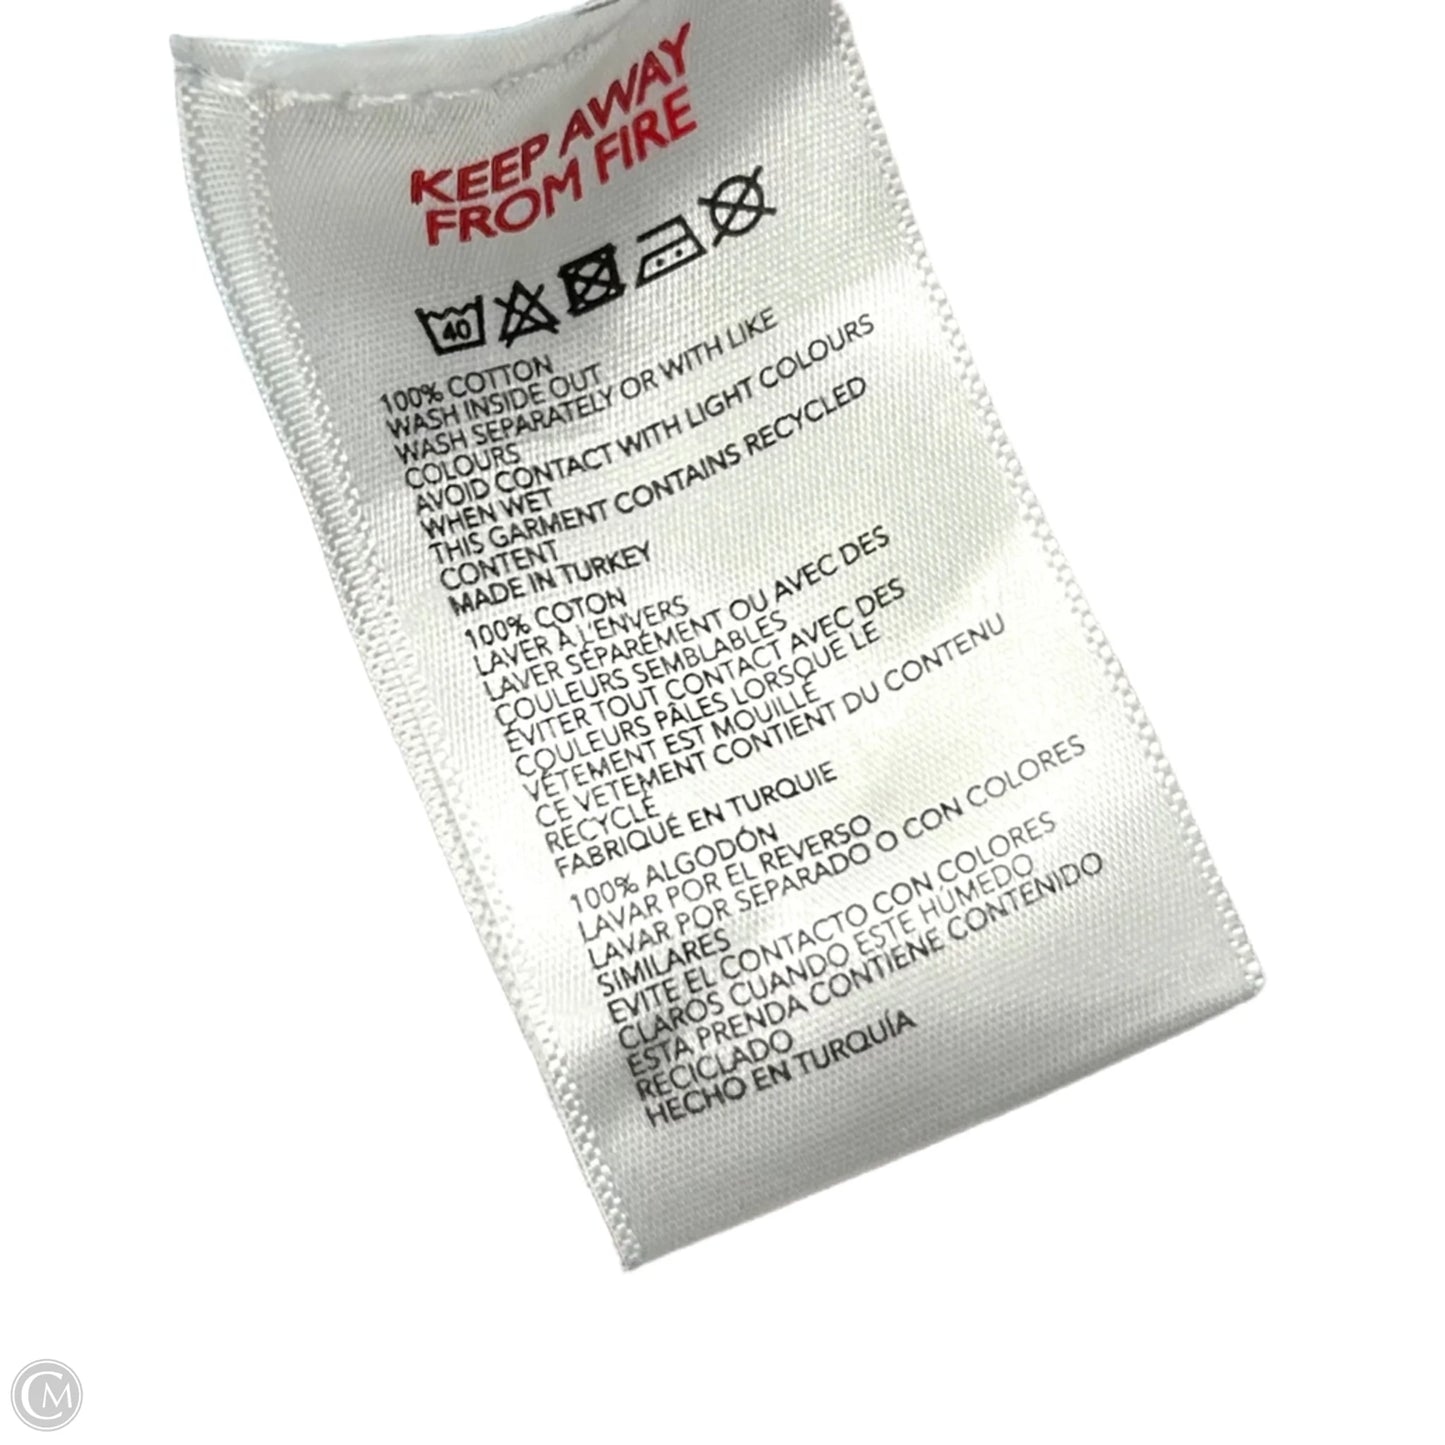 KEEP AWAY
FROM FIRE
40
100% COTTON
WASH INSIDE OUT
WASH SEPARATELY OR WITH LIKE
COLOURS
AVOID CONTACT WITH LIGHT COLOURS
WHEN WET
THIS GARMENT CONTAINS RECYCLED
CONTENT
MADE IN TURKEY
100% COTON
LAVER À L'ENVERS
LAVER SÉPARÉMENT OU AVEC DES
COULEURS SEMBLABLES
ÉVITER TOUT CONTACT AVEC DES
COULEURS PÂLES LORSQUE LE
VÊTEMENT EST MOUILLÉ
CE VETEMENT CONTIENT DU CONTENU
RECYCLÉ
FABRIQUÉ EN TURQUIE
100% ALGODÓN
LAVAR POR EL REVERSO
LAVAR POR SEPARADO O CON COLORES
SIMILARES
EVITE EL CONTACTO CON COLORES
CLAROS CUANDO ESTE HÚMEDO
ESTA PRENDA CONTIENE CONTENIDO
RECICLADO
HECHO EN TURQUÍA
CM